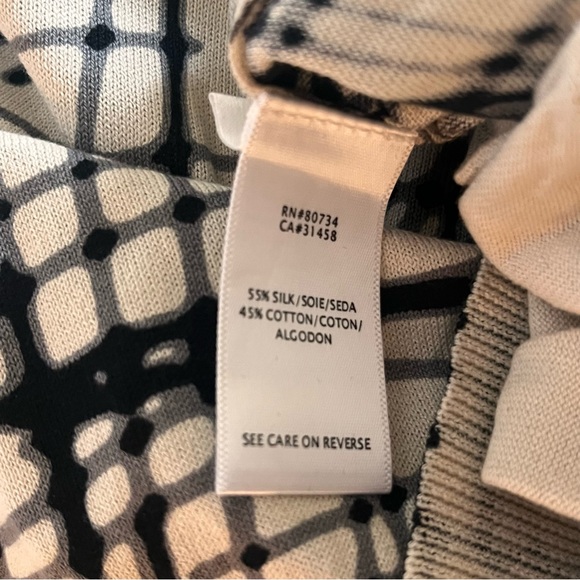 RN#80734
CA#31458
55% SILK/SOIE/SEDA
45% COTTON/COTON/
ALGODON
SEE CARE ON REVERSE